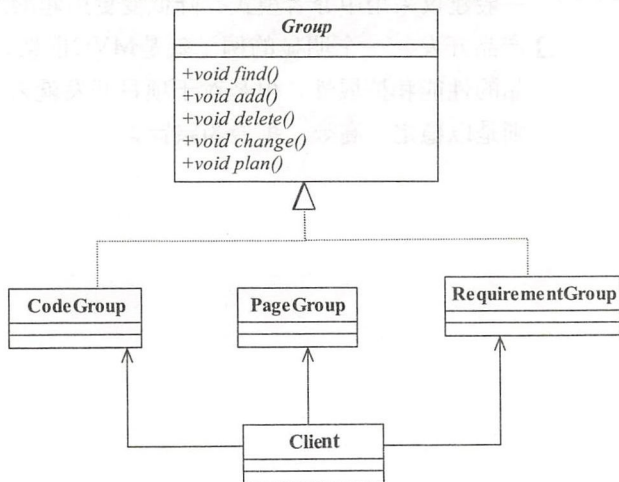 Group
+void find()
+void add()
+void delete()
+void change()
+void plan()
CodeGroup
PageGroup
RequirementGroup
Client